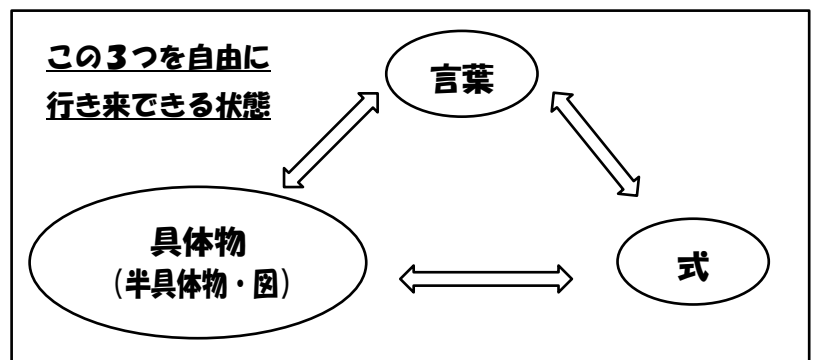 この３つを自由に
行き来できる状態
言葉
具体物
（半具体物・図）
式